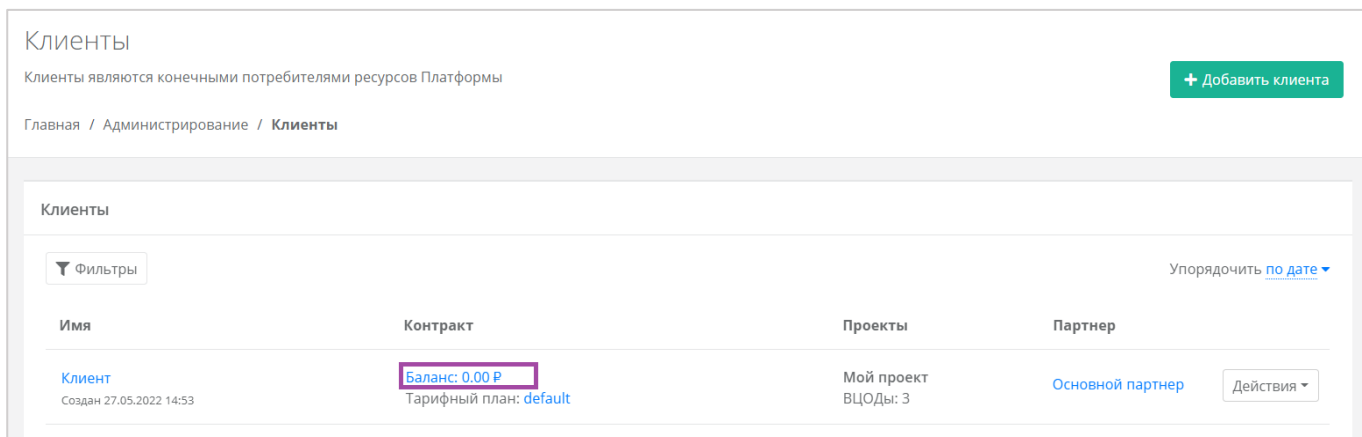 Клиенты
Клиенты являются конечными потребителями ресурсов Платформы
+ Добавить клиента
Главная / Администрирование / Клиенты
Клиенты
Фильтры
Упорядочить по дате
Имя Контракт Проекты Партнер
Клиент Баланс: 0.00 ₽ Мой проект Основной партнер Действия
Создан 27.05.2022 14:53 Тарифный план: default ВЦОДы: 3